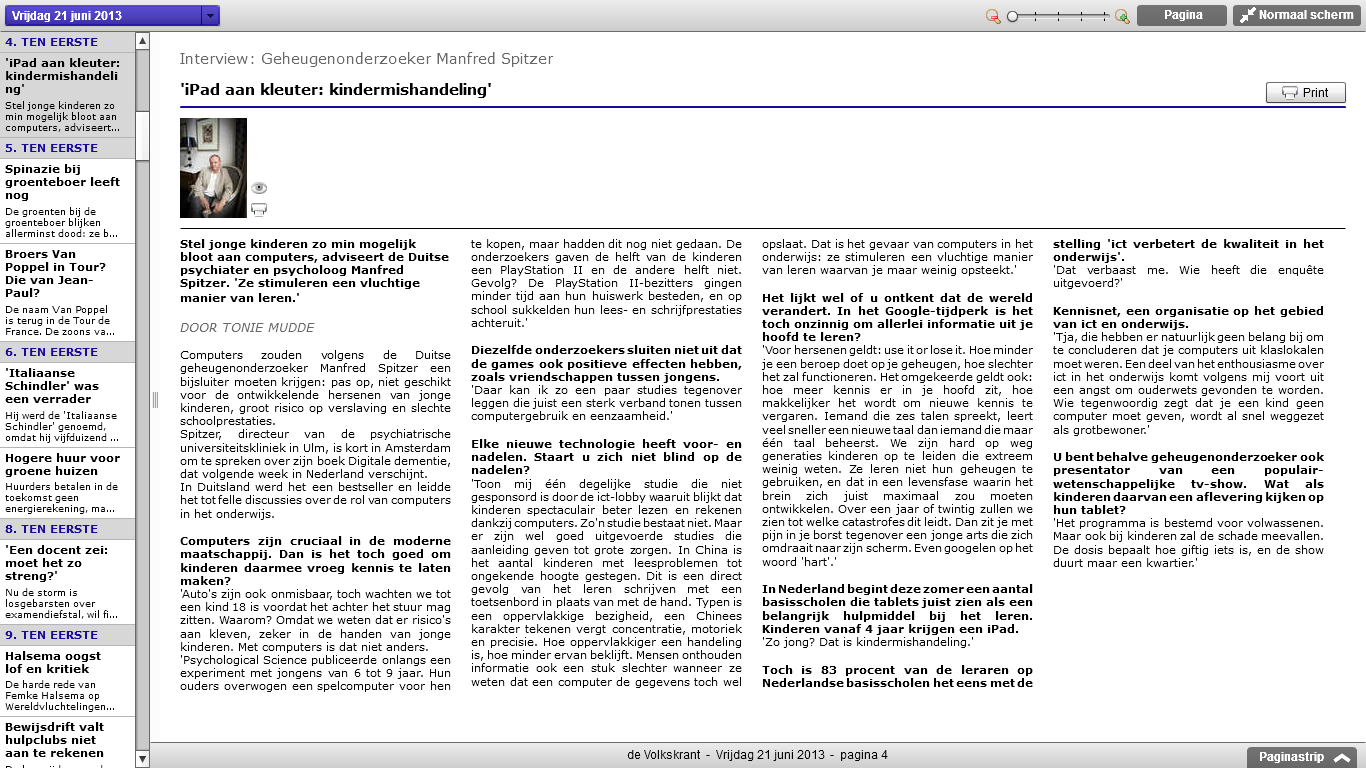 Vrijdag 21 juni 2013
Pagina
Normaal scherm
4. TEN EERSTE
'iPad aan kleuter:
kindermishandeli
ng'
Stel jonge kinderen zo
min mogelijk bloot aan
computers, adviseert...
5. TEN EERSTE
Spinazie bij
groenteboer leeft
nog
De groenten bij de
groenteboer blijken
allerminst dood: ze b...
Broers Van
Poppel in Tour?
Die van Jean-
Paul?
De naam Van Poppel
is terug in de Tour de
France. De zoons va...
6. TEN EERSTE
'Italiaanse
Schindler' was
een verrader
Hij werd de 'Italiaanse
Schindler' genoemd,
omdat hij vijfduizend ...
Hogere huur voor
groene huizen
Huurders betalen in de
toekomst geen
energierekening, ma...
8. TEN EERSTE
'Een docent zei:
moet het zo
streng?'
Nu de storm is
losgebarsten over
examendiefstal, wil fi...
9. TEN EERSTE
Halsema oogst
lof en kritiek
De harde rede van
Femke Halsema op
Wereldvluchtelingen...
Bewijsdrift valt
hulpclubs niet
aan te rekenen
Interview: Geheugenonderzoeker Manfred Spitzer
'iPad aan kleuter: kindermishandeling'
Print
Stel jonge kinderen zo min mogelijk
bloot aan computers, adviseert de Duitse
psychiater en psycholoog Manfred
Spitzer. 'Ze stimuleren een vluchtige
manier van leren.'
DOOR TONIE MUDDE
Computers zouden volgens de Duitse
geheugenonderzoeker Manfred Spitzer een
bijsluiter moeten krijgen: pas op, niet geschikt
voor de ontwikkelende hersenen van jonge
kinderen, groot risico op verslaving en slechte
schoolprestaties.
Spitzer, directeur van de psychiatrische
universiteitskliniek in Ulm, is kort in Amsterdam
om te spreken over zijn boek Digitale dementie,
dat volgende week in Nederland verschijnt.
In Duitsland werd het een bestseller en leidde
het tot felle discussies over de rol van computers
in het onderwijs.
Computers zijn cruciaal in de moderne
maatschappij. Dan is het toch goed om
kinderen daarmee vroeg kennis te laten
maken?
'Auto's zijn ook onmisbaar, toch wachten we tot
een kind 18 is voordat het achter het stuur mag
zitten. Waarom? Omdat we weten dat er risico's
aan kleven, zeker in de handen van jonge
kinderen. Met computers is dat niet anders.
'Psychological Science publiceerde onlangs een
experiment met jongens van 6 tot 9 jaar. Hun
ouders overwogen een spelcomputer voor hen
te kopen, maar hadden dit nog niet gedaan. De
onderzoekers gaven de helft van de kinderen
een PlayStation II en de andere helft niet.
Gevolg? De PlayStation II-bezitters gingen
minder tijd aan hun huiswerk besteden, en op
school sukkelden hun lees- en schrijfprestaties
achteruit.'
Diezelfde onderzoekers sluiten niet uit dat
de games ook positieve effecten hebben,
zoals vriendschappen tussen jongens.
'Daar kan ik zo een paar studies tegenover
leggen die juist een sterk verband tonen tussen
computergebruik en eenzaamheid.'
Elke nieuwe technologie heeft voor- en
nadelen. Staart u zich niet blind op de
nadelen?
'Toon mij één degelijke studie die niet
gesponsord is door de ict-lobby waaruit blijkt dat
kinderen spectaculair beter lezen en rekenen
dankzij computers. Zo'n studie bestaat niet. Maar
er zijn wel goed uitgevoerde studies die
aanleiding geven tot grote zorgen. In China is
het aantal kinderen met leesproblemen tot
ongekende hoogte gestegen. Dit is een direct
gevolg van het leren schrijven met een
toetsenbord in plaats van met de hand. Typen is
een oppervlakkige bezigheid, een Chinees
karakter tekenen vergt concentratie, motoriek
en precisie. Hoe oppervlakkiger een handeling
is, hoe minder ervan beklijft. Mensen onthouden
informatie ook een stuk slechter wanneer ze
weten dat een computer de gegevens toch wel
opslaat. Dat is het gevaar van computers in het
onderwijs: ze stimuleren een vluchtige manier
van leren waarvan je maar weinig opsteekt.'
Het lijkt wel of u ontkent dat de wereld
verandert. In het Google-tijdperk is het
toch onzinnig om allerlei informatie uit je
hoofd te leren?
'Voor hersenen geldt: use it or lose it. Hoe minder
je een beroep doet op je geheugen, hoe slechter
het zal functioneren. Het omgekeerde geldt ook:
hoe meer kennis er in je hoofd zit, hoe
makkelijker het wordt om nieuwe kennis te
vergaren. Iemand die zes talen spreekt, leert
veel sneller een nieuwe taal dan iemand die maar
één taal beheerst. We zijn hard op weg
generaties kinderen op te leiden die extreem
weinig weten. Ze leren niet hun geheugen te
gebruiken, en dat in een levensfase waarin het
brein zich juist maximaal zou moeten
ontwikkelen. Over een jaar of twintig zullen we
zien tot welke catastrofes dit leidt. Dan zit je met
pijn in je borst tegenover een jonge arts die zich
omdraait naar zijn scherm. Even googelen op het
woord 'hart'.'
In Nederland begint deze zomer een aantal
basisscholen die tablets juist zien als een
belangrijk hulpmiddel bij het leren.
Kinderen vanaf 4 jaar krijgen een iPad.
'Zo jong? Dat is kindermishandeling.'
Toch is 83 procent van de leraren op
Nederlandse basisscholen het eens met de
stelling 'ict verbetert de kwaliteit in het
onderwijs'.
'Dat verbaast me. Wie heeft die enquête
uitgevoerd?'
Kennisnet, een organisatie op het gebied
van ict en onderwijs.
'Tja, die hebben er natuurlijk geen belang bij om
te concluderen dat je computers uit klaslokalen
moet weren. Een deel van het enthousiasme over
ict in het onderwijs komt volgens mij voort uit
een angst om ouderwets gevonden te worden.
Wie tegenwoordig zegt dat je een kind geen
computer moet geven, wordt al snel weggezet
als grotbewoner.'
U bent behalve geheugenonderzoeker ook
presentator van een populair-
wetenschappelijke tv-show. Wat als
kinderen daarvan een aflevering kijken op
hun tablet?
'Het programma is bestemd voor volwassenen.
Maar ook bij kinderen zal de schade meevallen.
De dosis bepaalt hoe giftig iets is, en de show
duurt maar een kwartier.'
de Volkskrant - Vrijdag 21 juni 2013 - pagina 4
Paginastrip